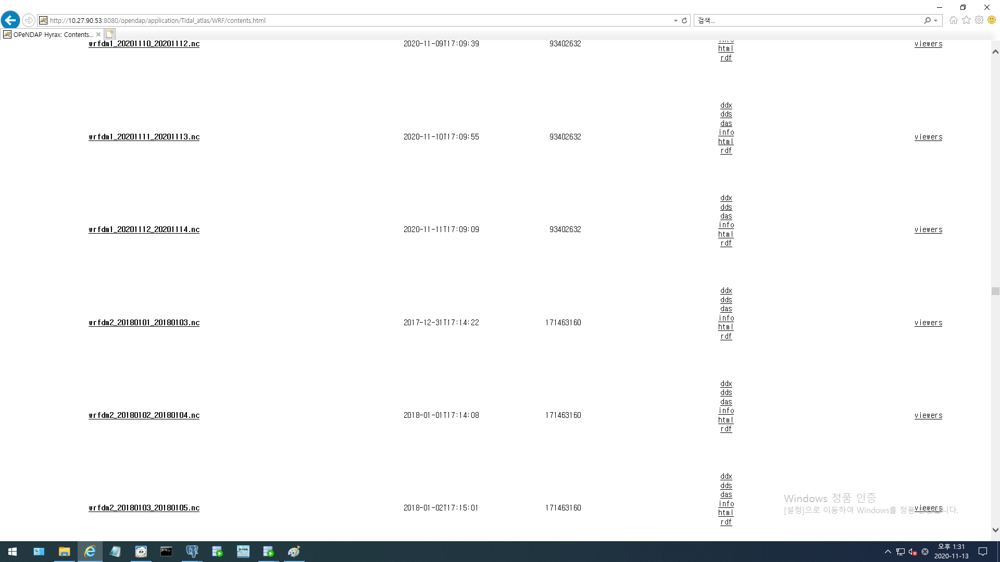 http://10.27.90.53:8080/opendap/application/Tidal_atlas/WRF/contents.html
검색...
OPeNDAP Hyrax: Contents...
wrfdm1_20201110_20201112.nc 2020-11-09T17:09:39 93402632 viewers
info
html
rdf
ddx
dds
das
wrfdm1_20201111_20201113.nc 2020-11-10T17:09:55 93402632 info viewers
html
rdf
ddx
dds
das
info
wrfdm1_20201112_20201114.nc 2020-11-11T17:09:09 93402632 viewers
html
rdf
ddx
dds
das
info
wrfdm2_20180101_20180103.nc 2017-12-31T17:14:22 171463160 viewers
html
rdf
ddx
dds
das
info
wrfdm2_20180102_20180104.nc 2018-01-01T17:14:08 171463160 viewers
html
rdf
ddx
dds
das
info
wrfdm2_20180103_20180105.nc 2018-01-02T17:15:01 171463160 viewers
html
rdf
Windows 정품 인증
[설정]으로 이동하여 Windows를 정품
S-100
오후 1:31
2020-11-13